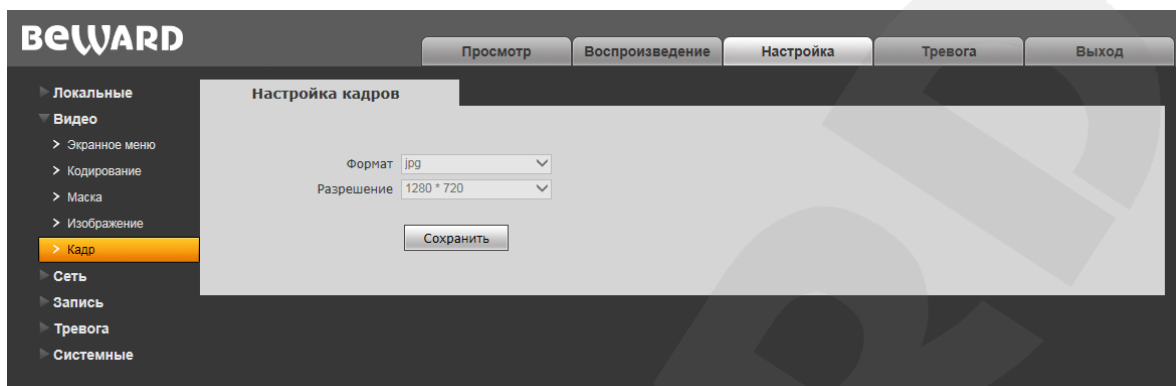 BEWARD
Просмотр Воспроизведение Настройка Тревога Выход
Локальные
Видео
> Экранное меню
> Кодирование
> Маска
> Изображение
> Кадр
Сеть
Запись
Тревога
Системные
Настройка кадров
Формат jpg
Разрешение 1280 * 720
Сохранить